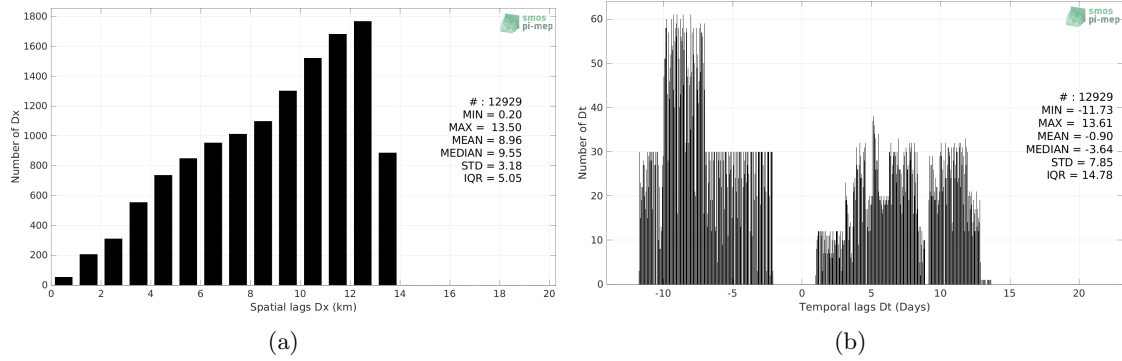 smos
pi-mep
Number of Dx
1800
1600
1400
1200
1000
800
600
400
200
0
# : 12929
MIN = 0.20
MAX = 13.50
MEAN = 8.96
MEDIAN = 9.55
STD = 3.18
IQR = 5.05
0 2 4 6 8 10 12 14 16 18 20
Spatial lags Dx (km)
(a)
smos
pi-mep
Number of Dt
60
50
40
30
20
10
0
# : 12929
MIN = -11.73
MAX = 13.61
MEAN = -0.90
MEDIAN = -3.64
STD = 7.85
IQR = 14.78
-10 -5 0 5 10 15 20
Temporal lags Dt (Days)
(b)